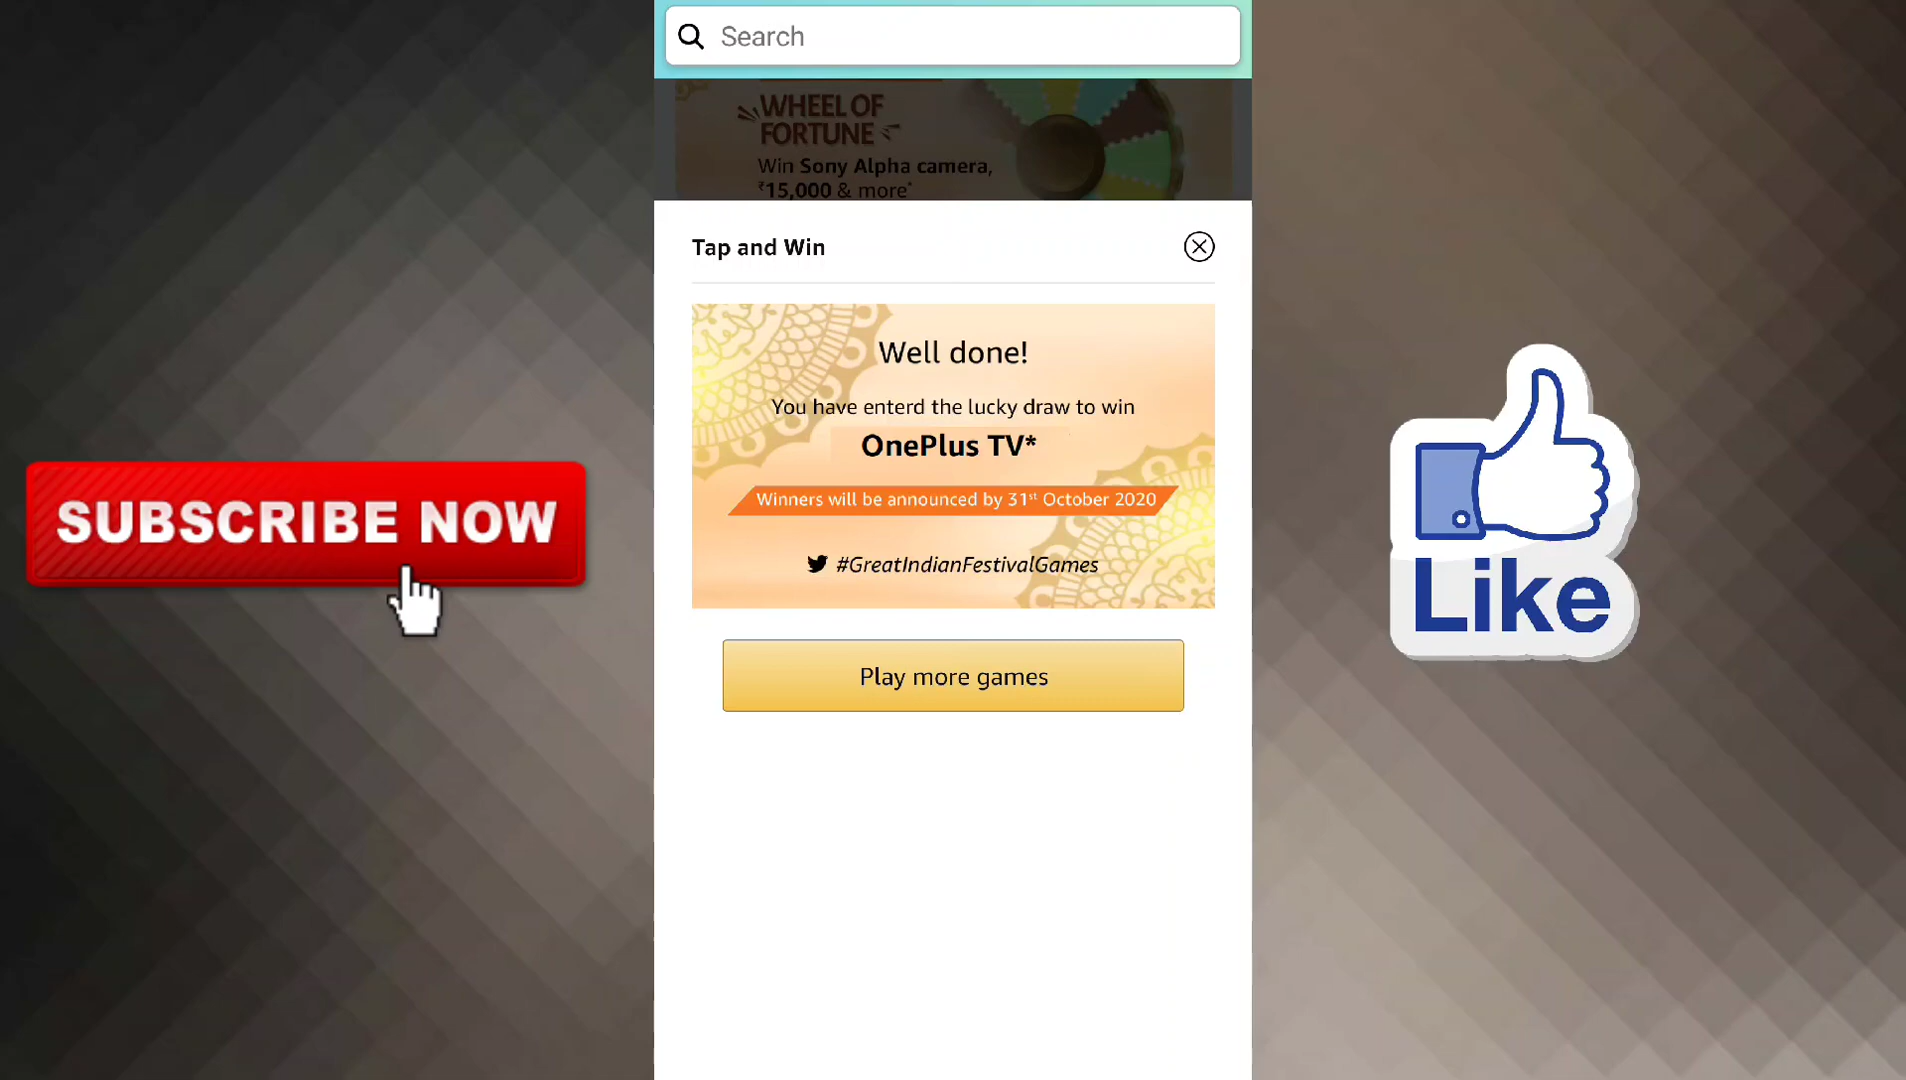 Search
WHEEL OF
FORTUNE
Win Sony Alpha camera,
₹15,000 & more*
Tap and Win
Well done!
You have enterd the lucky draw to win
OnePlus TV*
Winners will be announced by 31st October 2020
#GreatIndianFestivalGames
Play more games
SUBSCRIBE NOW
Like